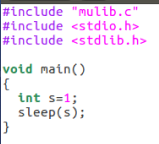 #include "mulib.c"
#include <stdio.h>
#include <stdlib.h>
void main()
{
  int s=1;
  sleep(s);
}